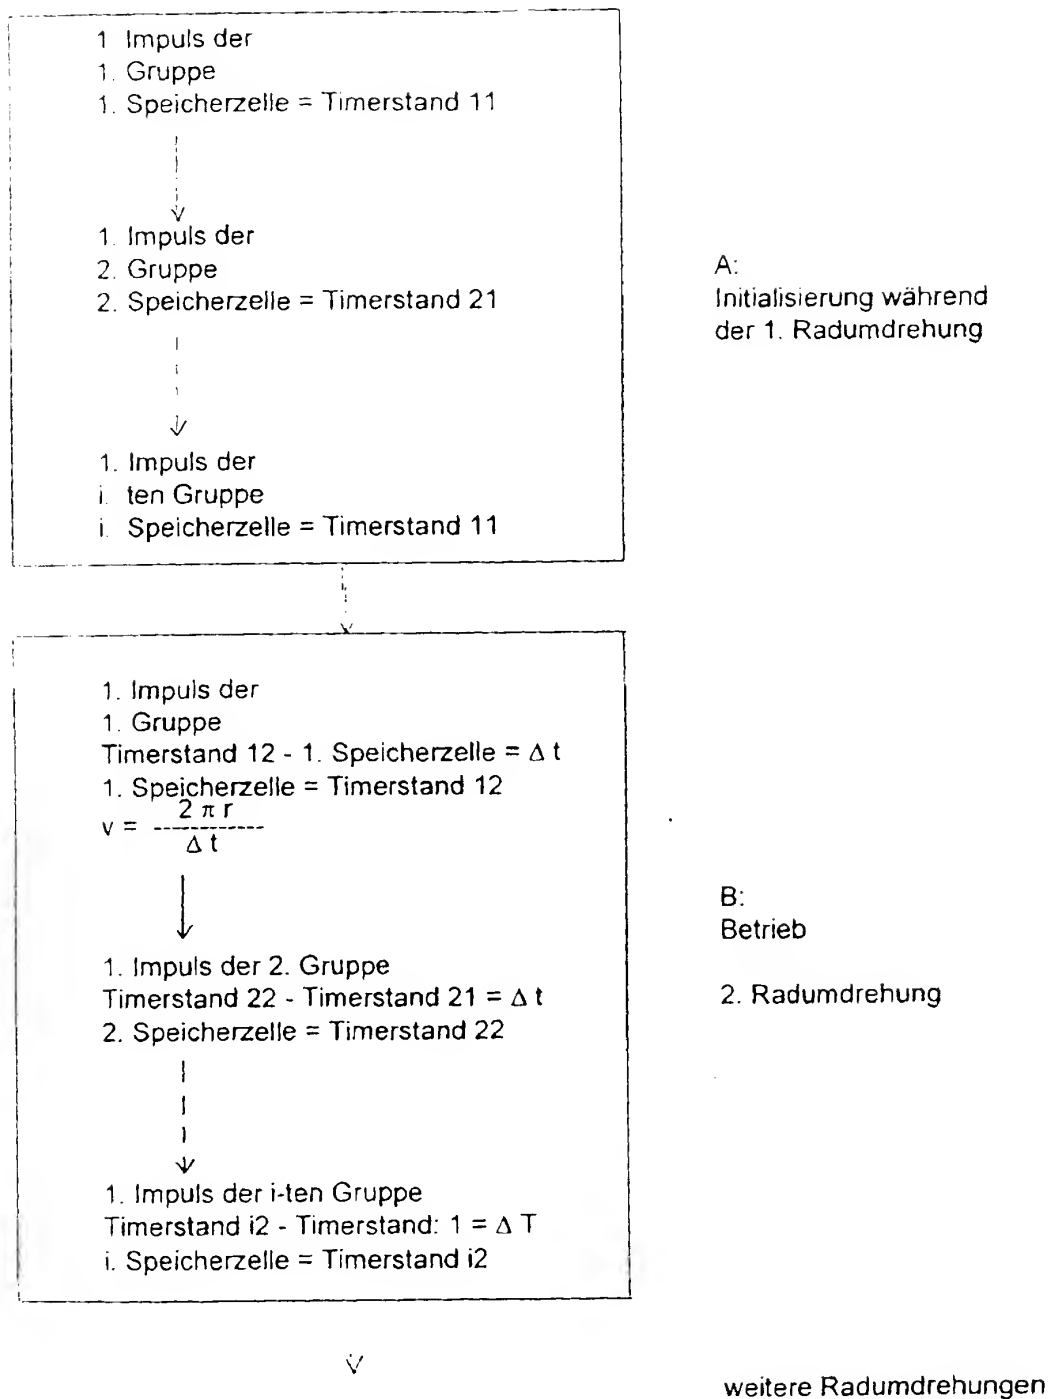 1 Impuls der
1. Gruppe
1. Speicherzelle = Timerstand 11
1. Impuls der
2. Gruppe
2. Speicherzelle = Timerstand 21
1. Impuls der
i. ten Gruppe
i. Speicherzelle = Timerstand 11
A:
Initialisierung während
der 1. Radumdrehung
1. Impuls der
1. Gruppe
Timerstand 12 - 1. Speicherzelle = Δ t
1. Speicherzelle = Timerstand 12
v = 2 π r
-----------
Δ t
1. Impuls der 2. Gruppe
Timerstand 22 - Timerstand 21 = Δ t
2. Speicherzelle = Timerstand 22
1. Impuls der i-ten Gruppe
Timerstand i2 - Timerstand: 1 = Δ T
i. Speicherzelle = Timerstand i2
B:
Betrieb
2. Radumdrehung
weitere Radumdrehungen